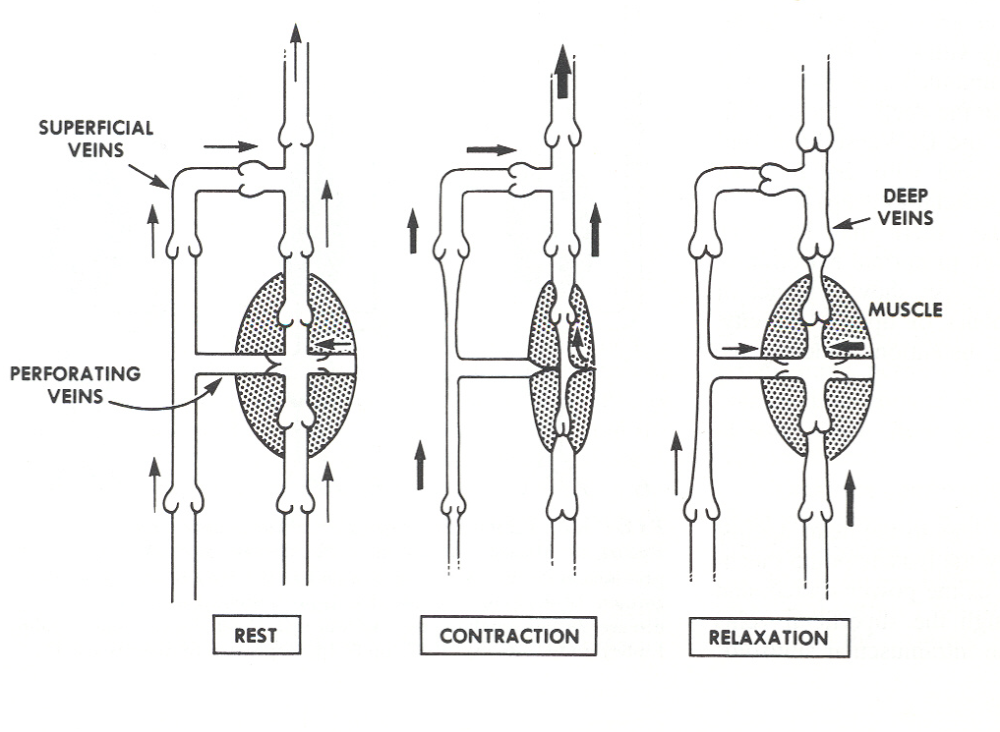 SUPERFICIAL
VEINS
DEEP
VEINS
MUSCLE
PERFORATING
VEINS
REST
CONTRACTION
RELAXATION